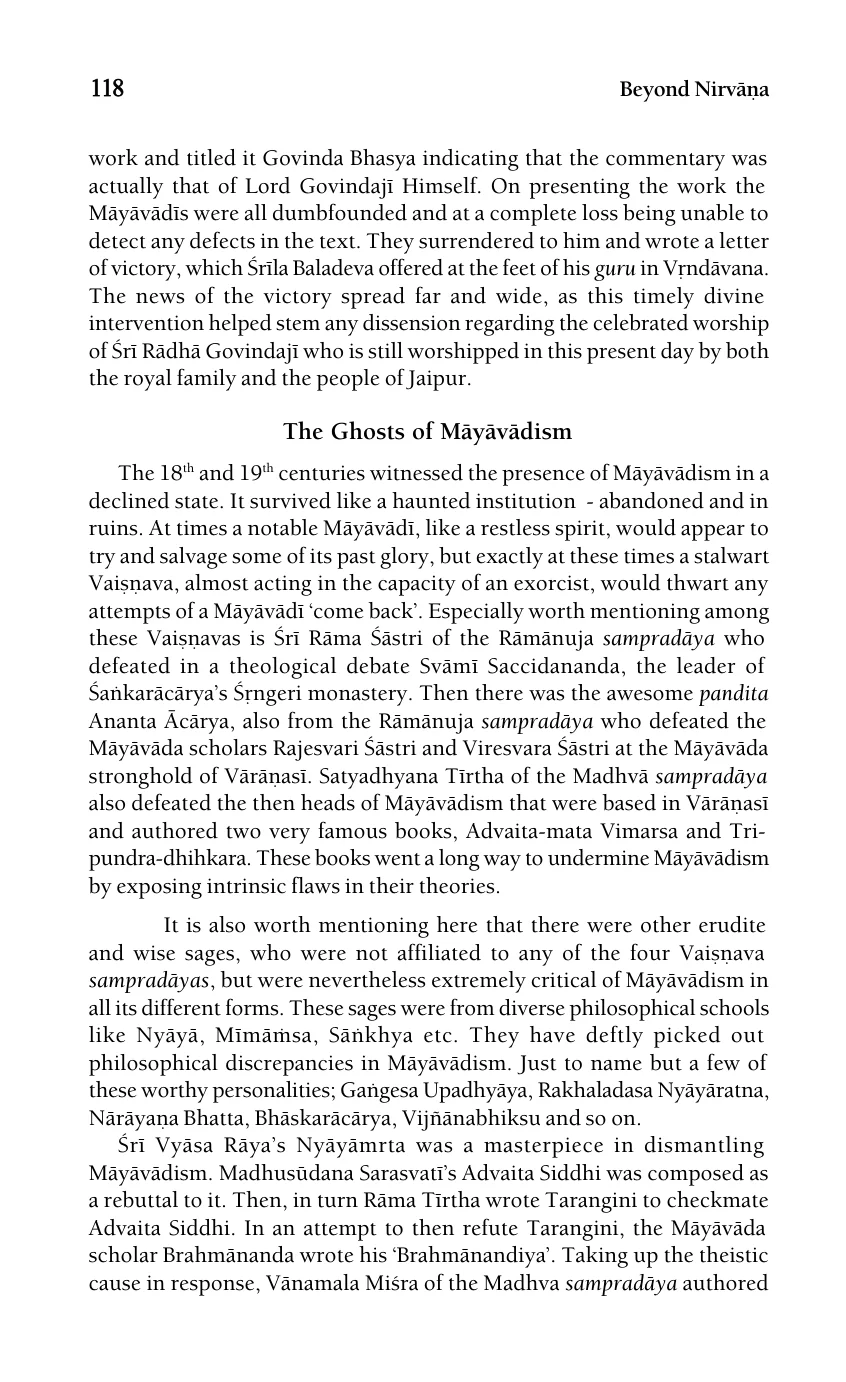 118 Beyond Nirvāṇa
work and titled it Govinda Bhasya indicating that the commentary was
actually that of Lord Govindajī Himself. On presenting the work the
Māyāvādīs were all dumbfounded and at a complete loss being unable to
detect any defects in the text. They surrendered to him and wrote a letter
of victory, which Śrīla Baladeva offered at the feet of his guru in Vṛndāvana.
The news of the victory spread far and wide, as this timely divine
intervention helped stem any dissension regarding the celebrated worship
of Śrī Rādhā Govindajī who is still worshipped in this present day by both
the royal family and the people of Jaipur.
The Ghosts of Māyāvādism
The 18th and 19th centuries witnessed the presence of Māyāvādism in a
declined state. It survived like a haunted institution - abandoned and in
ruins. At times a notable Māyāvādī, like a restless spirit, would appear to
try and salvage some of its past glory, but exactly at these times a stalwart
Vaiṣṇava, almost acting in the capacity of an exorcist, would thwart any
attempts of a Māyāvādī ‘come back’. Especially worth mentioning among
these Vaiṣṇavas is Śrī Rāma Śāstri of the Rāmānuja sampradāya who
defeated in a theological debate Svāmī Saccidananda, the leader of
Śaṅkarācārya’s Śṛngeri monastery. Then there was the awesome pandita
Ananta Ācārya, also from the Rāmānuja sampradāya who defeated the
Māyāvāda scholars Rajesvari Śāstri and Viresvara Śāstri at the Māyāvāda
stronghold of Vārāṇasī. Satyadhyana Tīrtha of the Madhvā sampradāya
also defeated the then heads of Māyāvādism that were based in Vārāṇasī
and authored two very famous books, Advaita-mata Vimarsa and Tri-
pundra-dhihkara. These books went a long way to undermine Māyāvādism
by exposing intrinsic flaws in their theories.
It is also worth mentioning here that there were other erudite
and wise sages, who were not affiliated to any of the four Vaiṣṇava
sampradāyas, but were nevertheless extremely critical of Māyāvādism in
all its different forms. These sages were from diverse philosophical schools
like Nyāyā, Mīmāṁsa, Sāṅkhya etc. They have deftly picked out
philosophical discrepancies in Māyāvādism. Just to name but a few of
these worthy personalities; Gaṅgesa Upadhyāya, Rakhaladasa Nyāyāratna,
Nārāyaṇa Bhatta, Bhāskarācārya, Vijñānabhiksu and so on.
Śrī Vyāsa Rāya’s Nyāyāmrta was a masterpiece in dismantling
Māyāvādism. Madhusūdana Sarasvatī’s Advaita Siddhi was composed as
a rebuttal to it. Then, in turn Rāma Tīrtha wrote Tarangini to checkmate
Advaita Siddhi. In an attempt to then refute Tarangini, the Māyāvāda
scholar Brahmānanda wrote his ‘Brahmānandiya’. Taking up the theistic
cause in response, Vānamala Miśra of the Madhva sampradāya authored